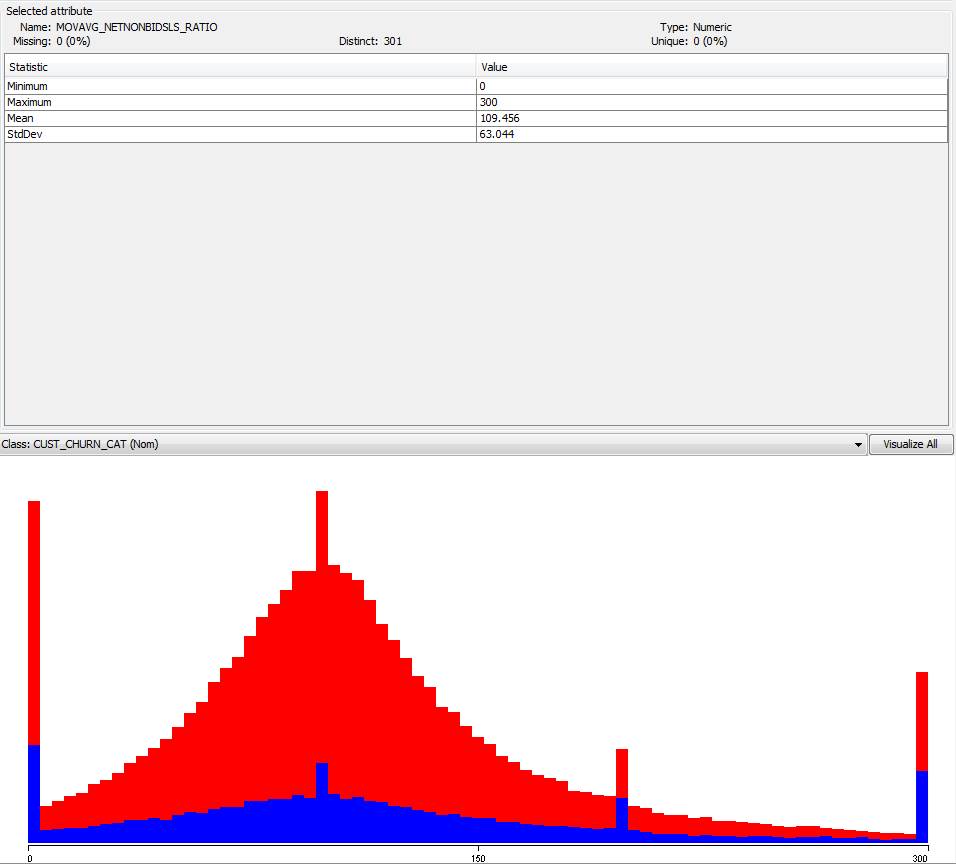 Selected attribute
Name: MOVAVG_NETNONBIDSLS_RATIO Type: Numeric
Missing: 0 (0%) Distinct: 301 Unique: 0 (0%)
Statistic Value
Minimum 0
Maximum 300
Mean 109.456
StdDev 63.044
Class: CUST_CHURN_CAT (Nom) Visualize All
0 150 300